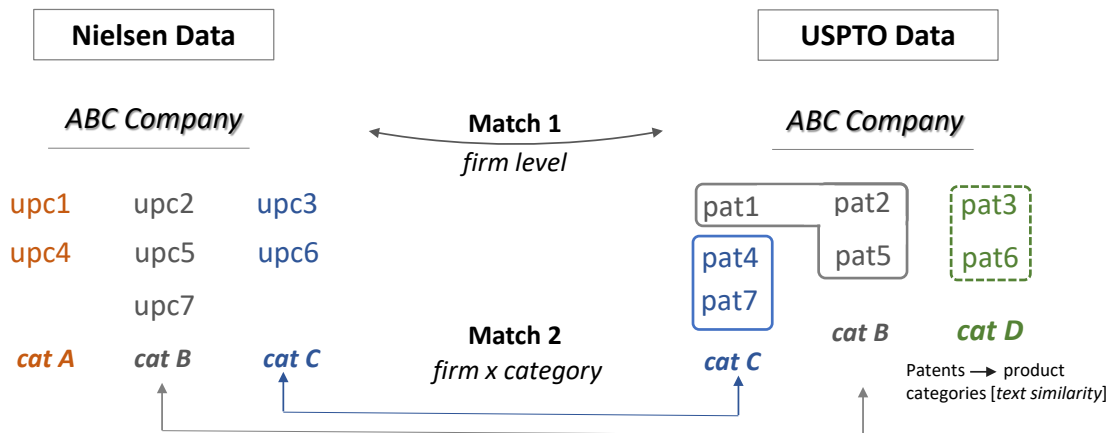 Nielsen Data
USPTO Data
ABC Company
Match 1
firm level
ABC Company
upc1 upc2 upc3
pat1 pat2 pat3
upc4 upc5 upc6
pat4 pat5 pat6
upc7
pat7
Match 2
firm x category
cat A cat B cat C
cat C
cat B
cat D
Patents → product
categories [text similarity]